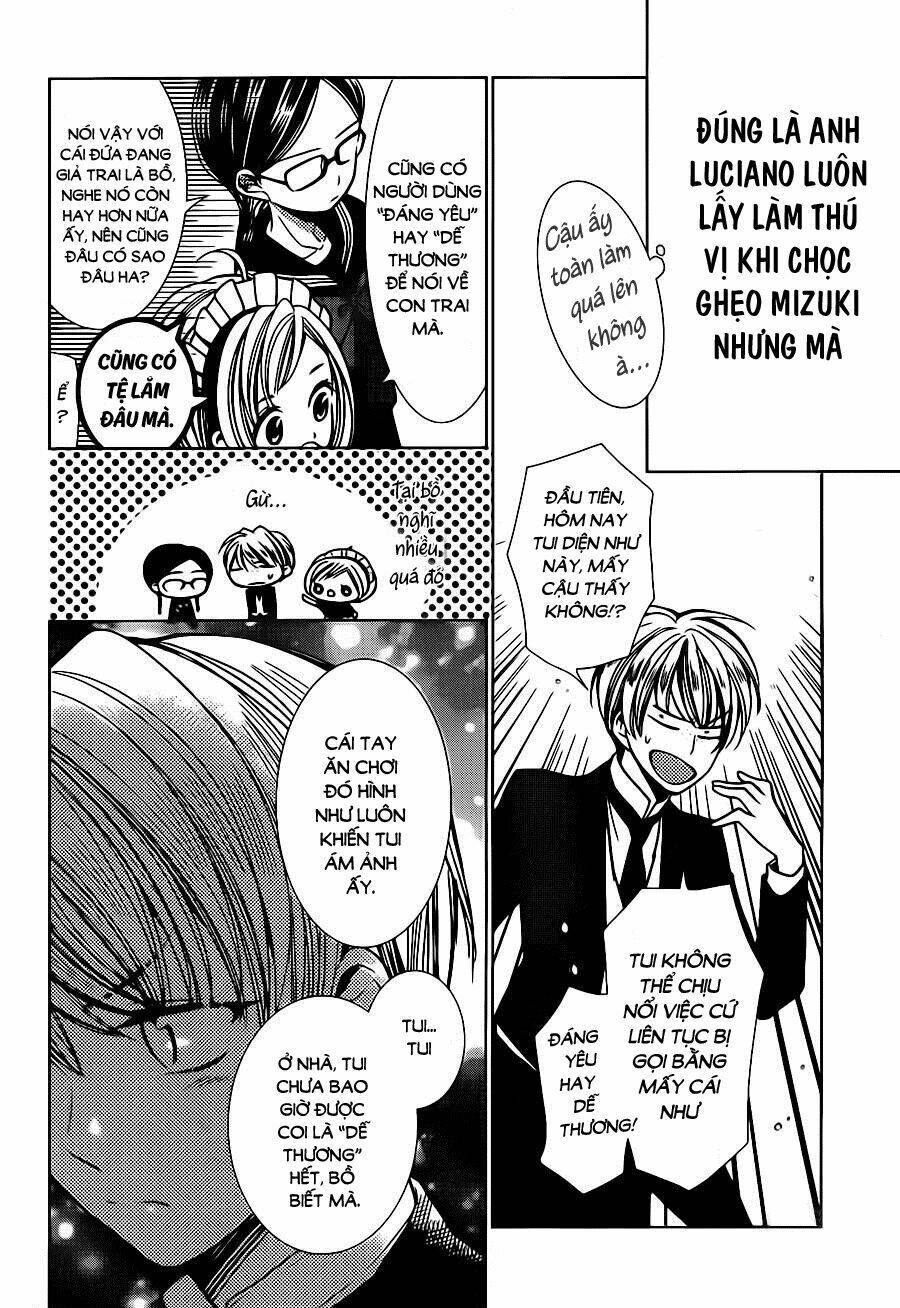 ĐÚNG LÀ ANH
LUCIANO LUÔN
LẤY LÀM THÚ
VỊ KHI CHỌC
GHẸO MIZUKI
NHƯNG MÀ
Cậu ấy
toàn làm
quá lên
không
à...
ĐẦU TIÊN,
HÔM NAY
TUI DIỆN NHƯ
NÀY, MẤY
CẬU THẤY
KHÔNG!?
TUI KHÔNG
THỂ CHỊU
NỔI VIỆC CỨ
LIÊN TỤC BỊ
GỌI BẰNG
MẤY CÁI
NHƯ
ĐÁNG
YÊU
HAY
DỄ
THƯƠNG!
CŨNG CÓ
NGƯỜI DÙNG
"ĐÁNG YÊU"
HAY "DỄ
THƯƠNG"
ĐỂ NÓI VỀ
CON TRAI
MÀ.
NÓI VẬY VỚI
CÁI ĐỨA ĐANG
GIẢ TRAI LÀ BỒ,
NGHE NÓ CÒN
HAY HƠN NỮA
ẤY, NÊN CŨNG
ĐÂU CÓ SAO
ĐÂU HA?
CŨNG CÓ
TỆ LẮM
ĐÂU MÀ.
Ể
?
Tại bồ
nghĩ
nhiều
quá đó
Gừ...
CÁI TAY
ĂN CHƠI
ĐÓ HÌNH
NHƯ LUÔN
KHIẾN TUI
ÁM ẢNH
ẤY.
TUI...
TUI
Ở NHÀ, TUI
CHƯA BAO
GIỜ ĐƯỢC
COI LÀ "DỄ
THƯƠNG"
HẾT, BỒ
BIẾT MÀ.